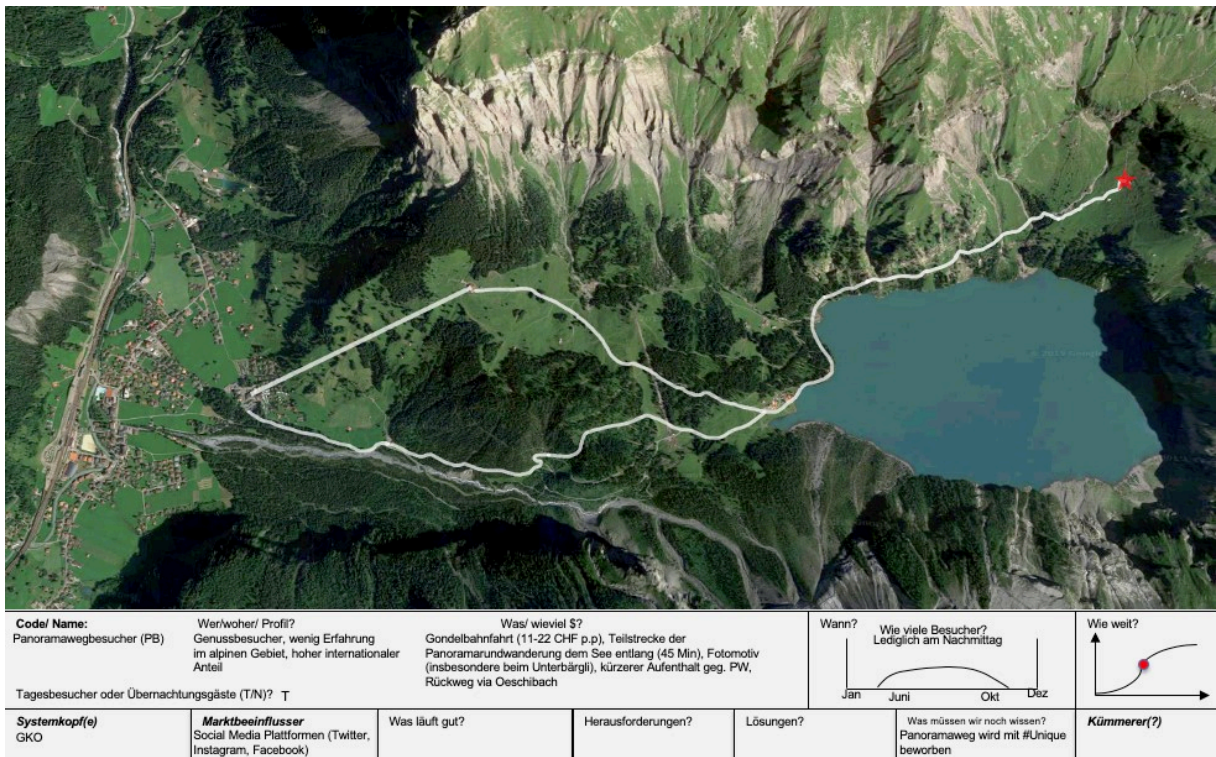 © 2019 Google
Code/ Name:
Panoramawegbesucher (PB)
Wer/woher/ Profil?
Genussbesucher, wenig Erfahrung
im alpinen Gebiet, hoher internationaler
Anteil
Tagesbesucher oder Übernachtungsgäste (T/N)? T
Was/ wieviel $?
Gondelbahnfahrt (11-22 CHF p.p), Teilstrecke der
Panoramarundwanderung dem See entlang (45 Min), Fotomotiv
(insbesondere beim Unterbärgli), kürzerer Aufenthalt geg. PW,
Rückweg via Oeschibach
Wann?
Wie viele Besucher?
Lediglich am Nachmittag
Jan Juni Okt Dez
Wie weit?
Systemkopf(e)
GKO
Marktbeeinflusser
Social Media Plattformen (Twitter,
Instagram, Facebook)
Was läuft gut?
Herausforderungen?
Lösungen?
Was müssen wir noch wissen?
Panoramaweg wird mit #Unique
beworben
Kümmerer(?)